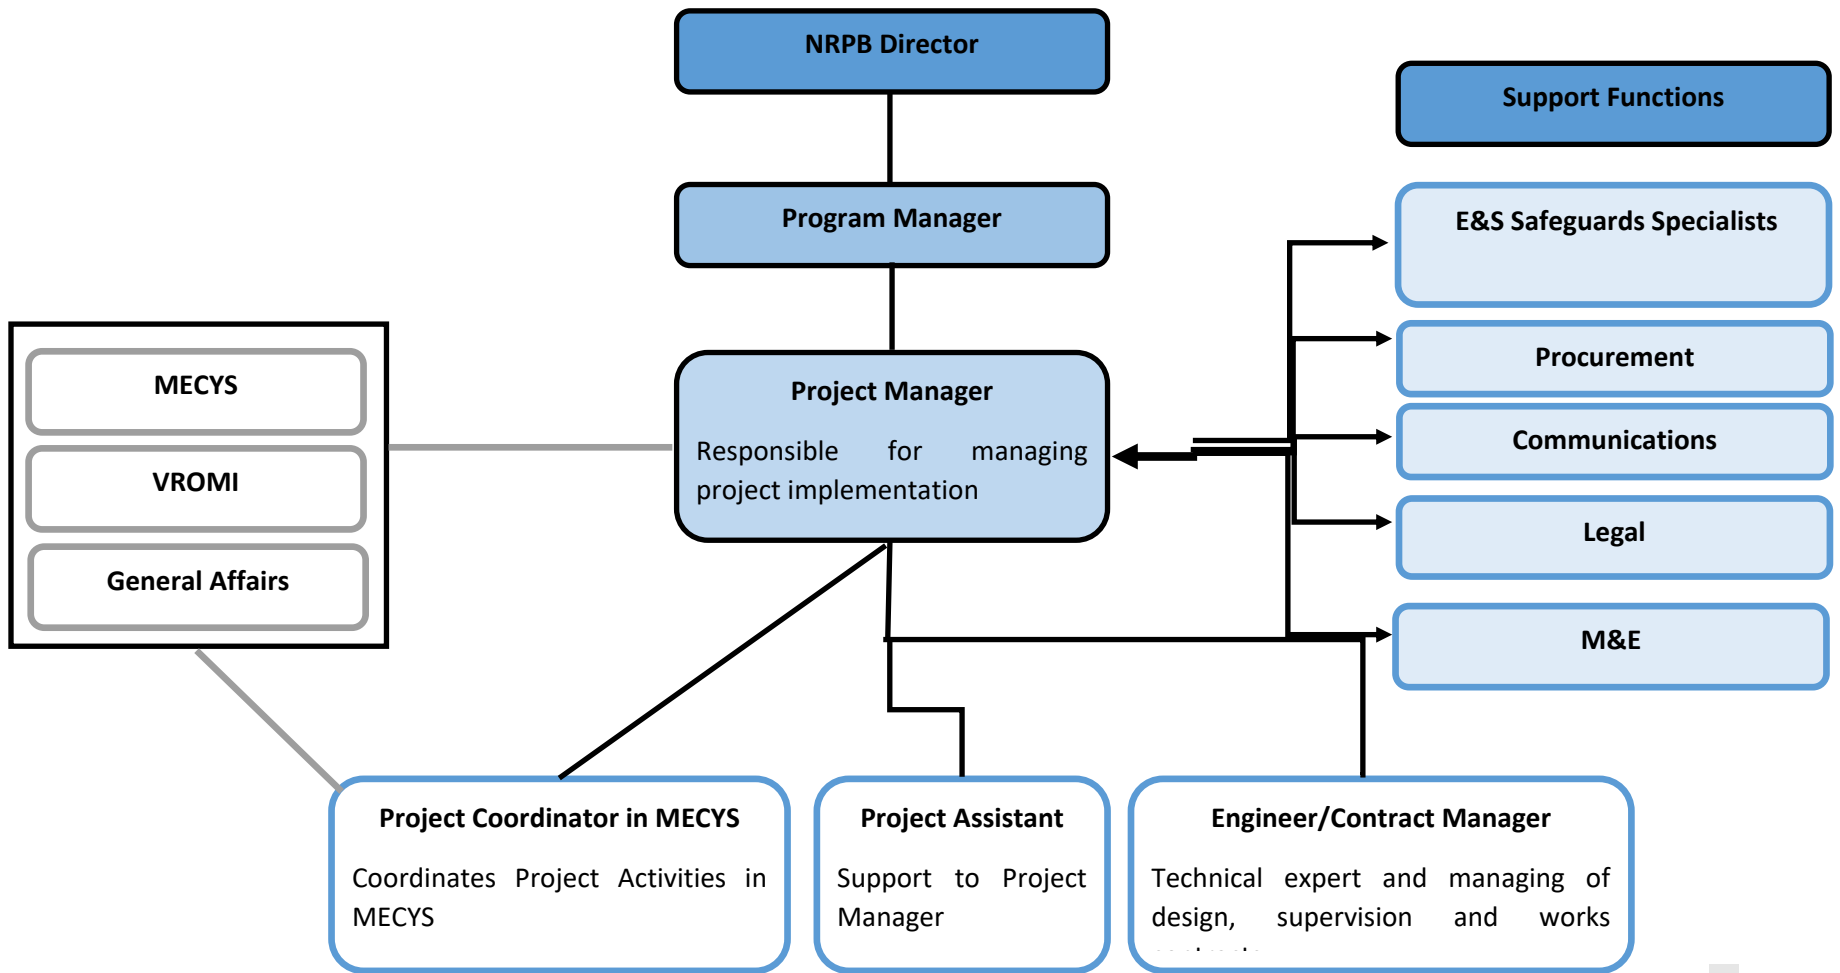 NRPB Director
Support Functions
Program Manager
E&S Safeguards Specialists
MECYS
VROMI
General Affairs
Project Manager
Responsible for managing
project implementation
Procurement
Communications
Legal
M&E
Project Coordinator in MECYS
Coordinates Project Activities in
MECYS
Project Assistant
Support to Project
Manager
Engineer/Contract Manager
Technical expert and managing of
design, supervision and works